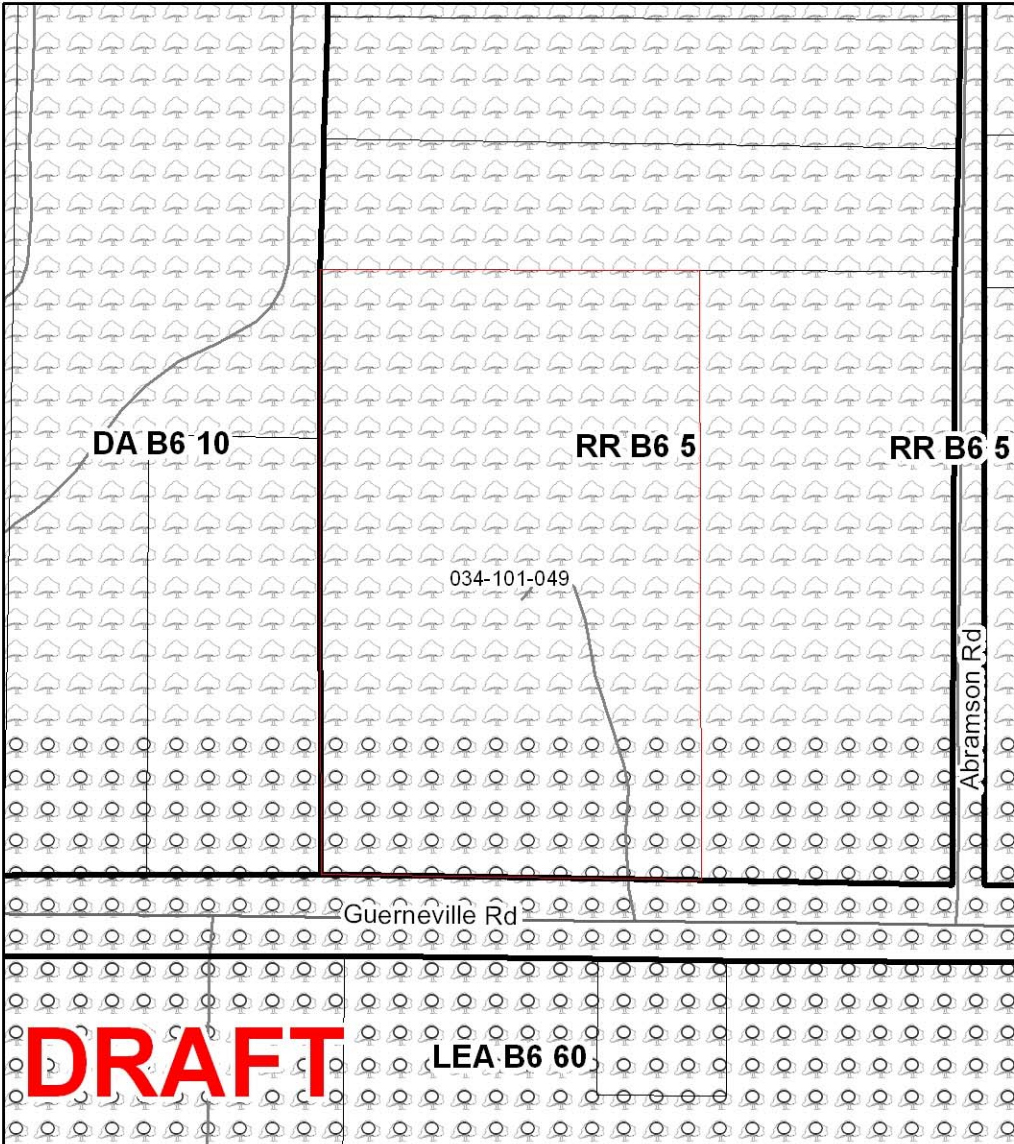 DA B6 10
RR B6 5
RR B6 5
034-101-049
Abramson Rd
Guerneville Rd
DRAFT
LEA B6 60